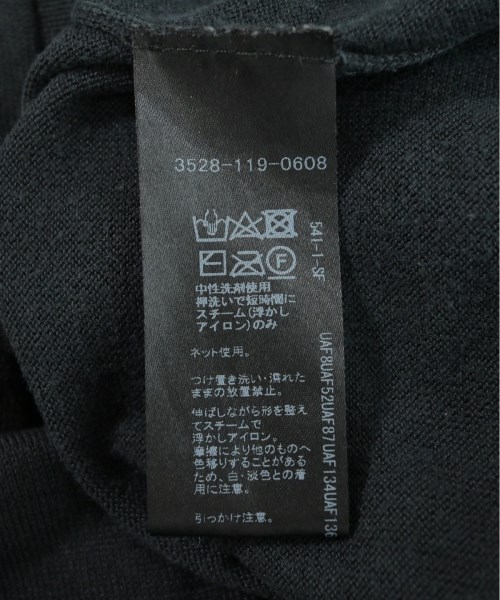 3528-119-0608
F
541-1-SF
中性洗剤使用
押洗いで短時間に
スチーム(浮かし
アイロン)のみ
ネット使用。
つけ置き洗い・濡れた
ままの放置禁止。
伸ばしながら形を整え
てスチームで
浮かしアイロン。
摩擦により他のものへ
色移りすることがある
ため、白・淡色との着
用に注意。
引っかけ注意。
UAF8UAF52UAF87UAF134UAF136